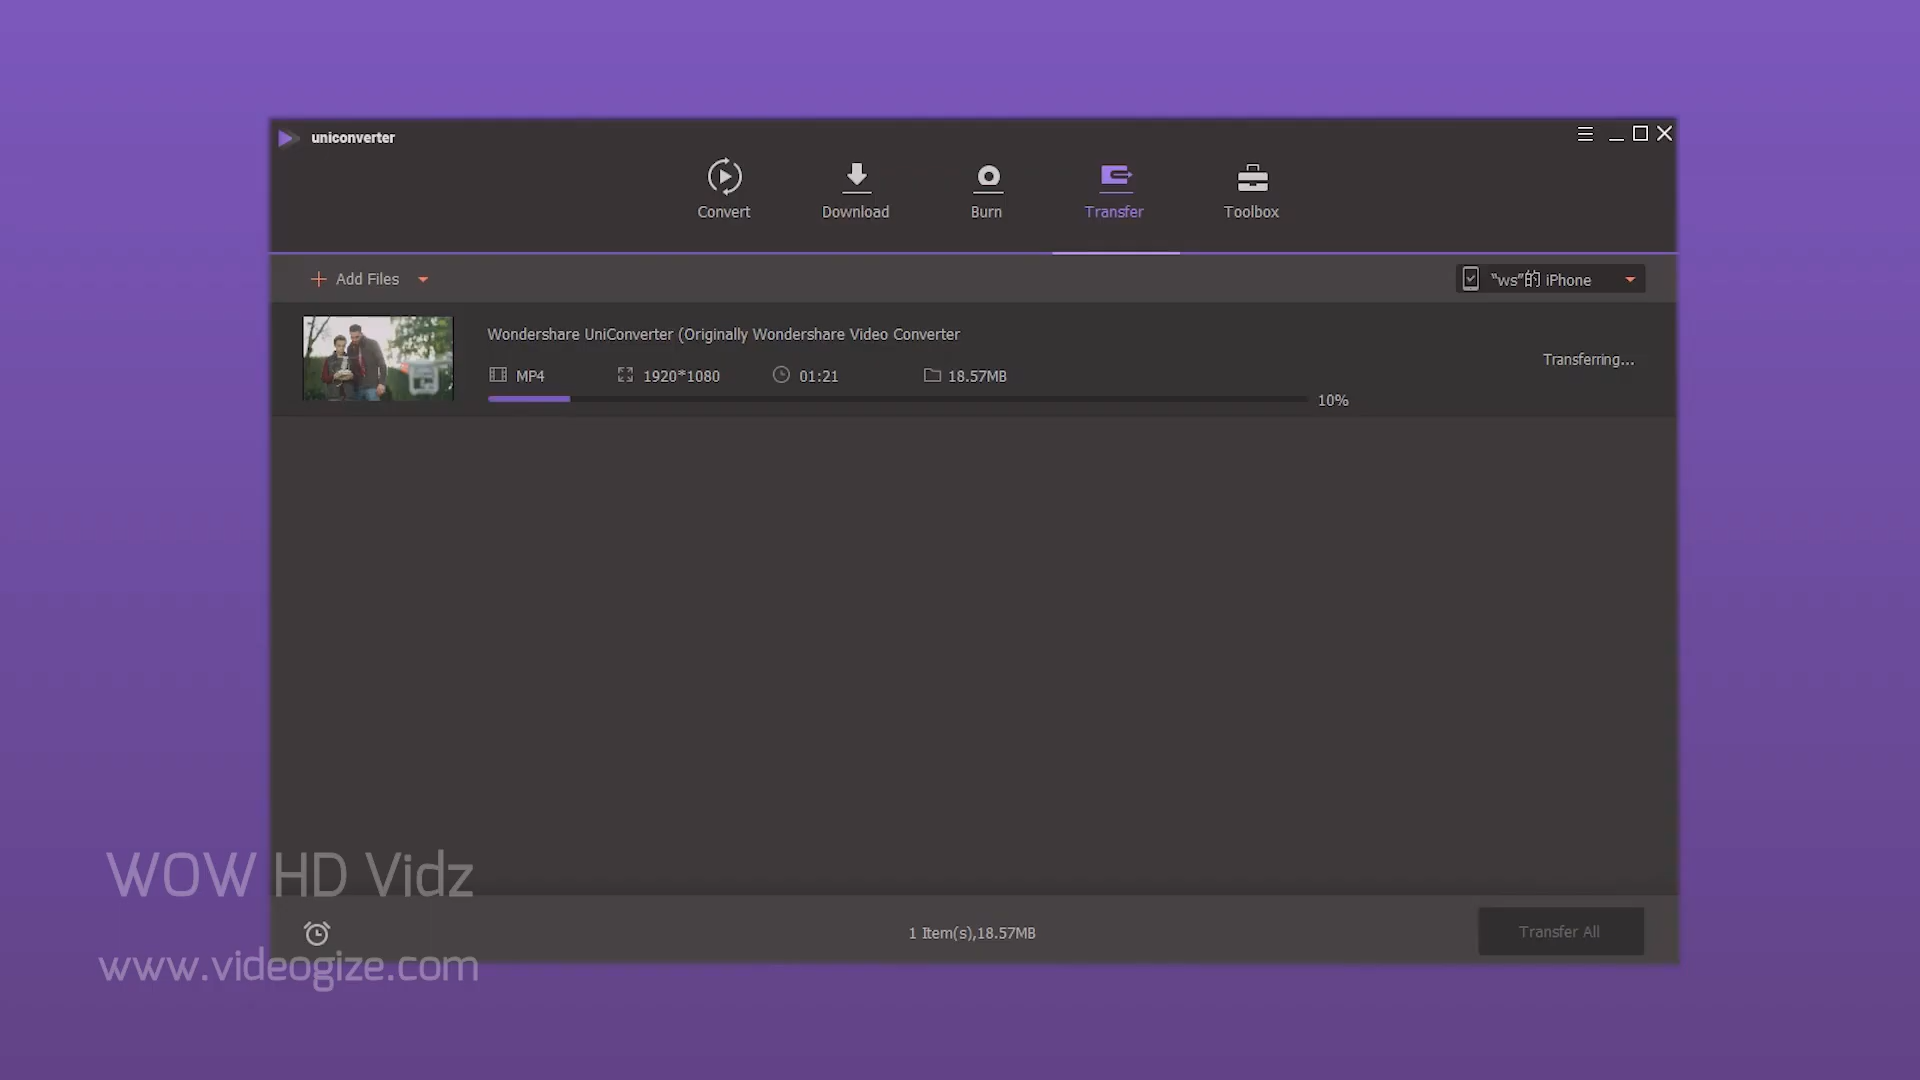 uniconverter
Convert
Download
Burn
Transfer
Toolbox
Add Files
“ws”的 iPhone
Wondershare UniConverter (Originally Wondershare Video Converter
MP4
1920*1080
01:21
18.57MB
10%
Transferring...
WOW HD Vidz
1 Item(s),18.57MB
Transfer All
www.videogize.com